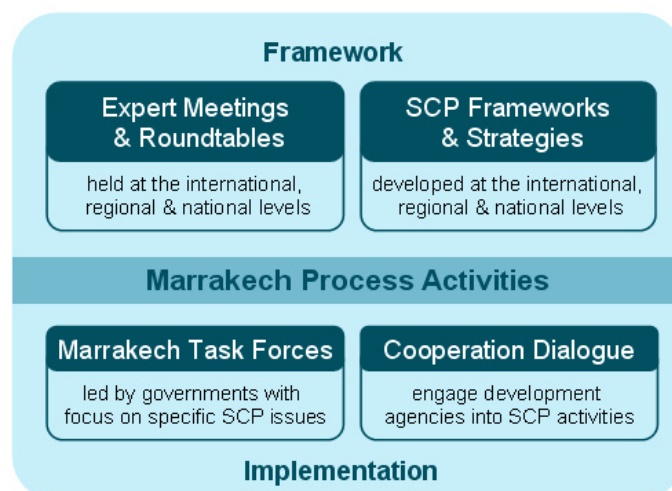 Framework
Expert Meetings
& Roundtables
held at the international,
regional & national levels
SCP Frameworks
& Strategies
developed at the international,
regional & national levels
Marrakech Process Activities
Marrakech Task Forces
led by governments with
focus on specific SCP issues
Cooperation Dialogue
engage development
agencies into SCP activities
Implementation